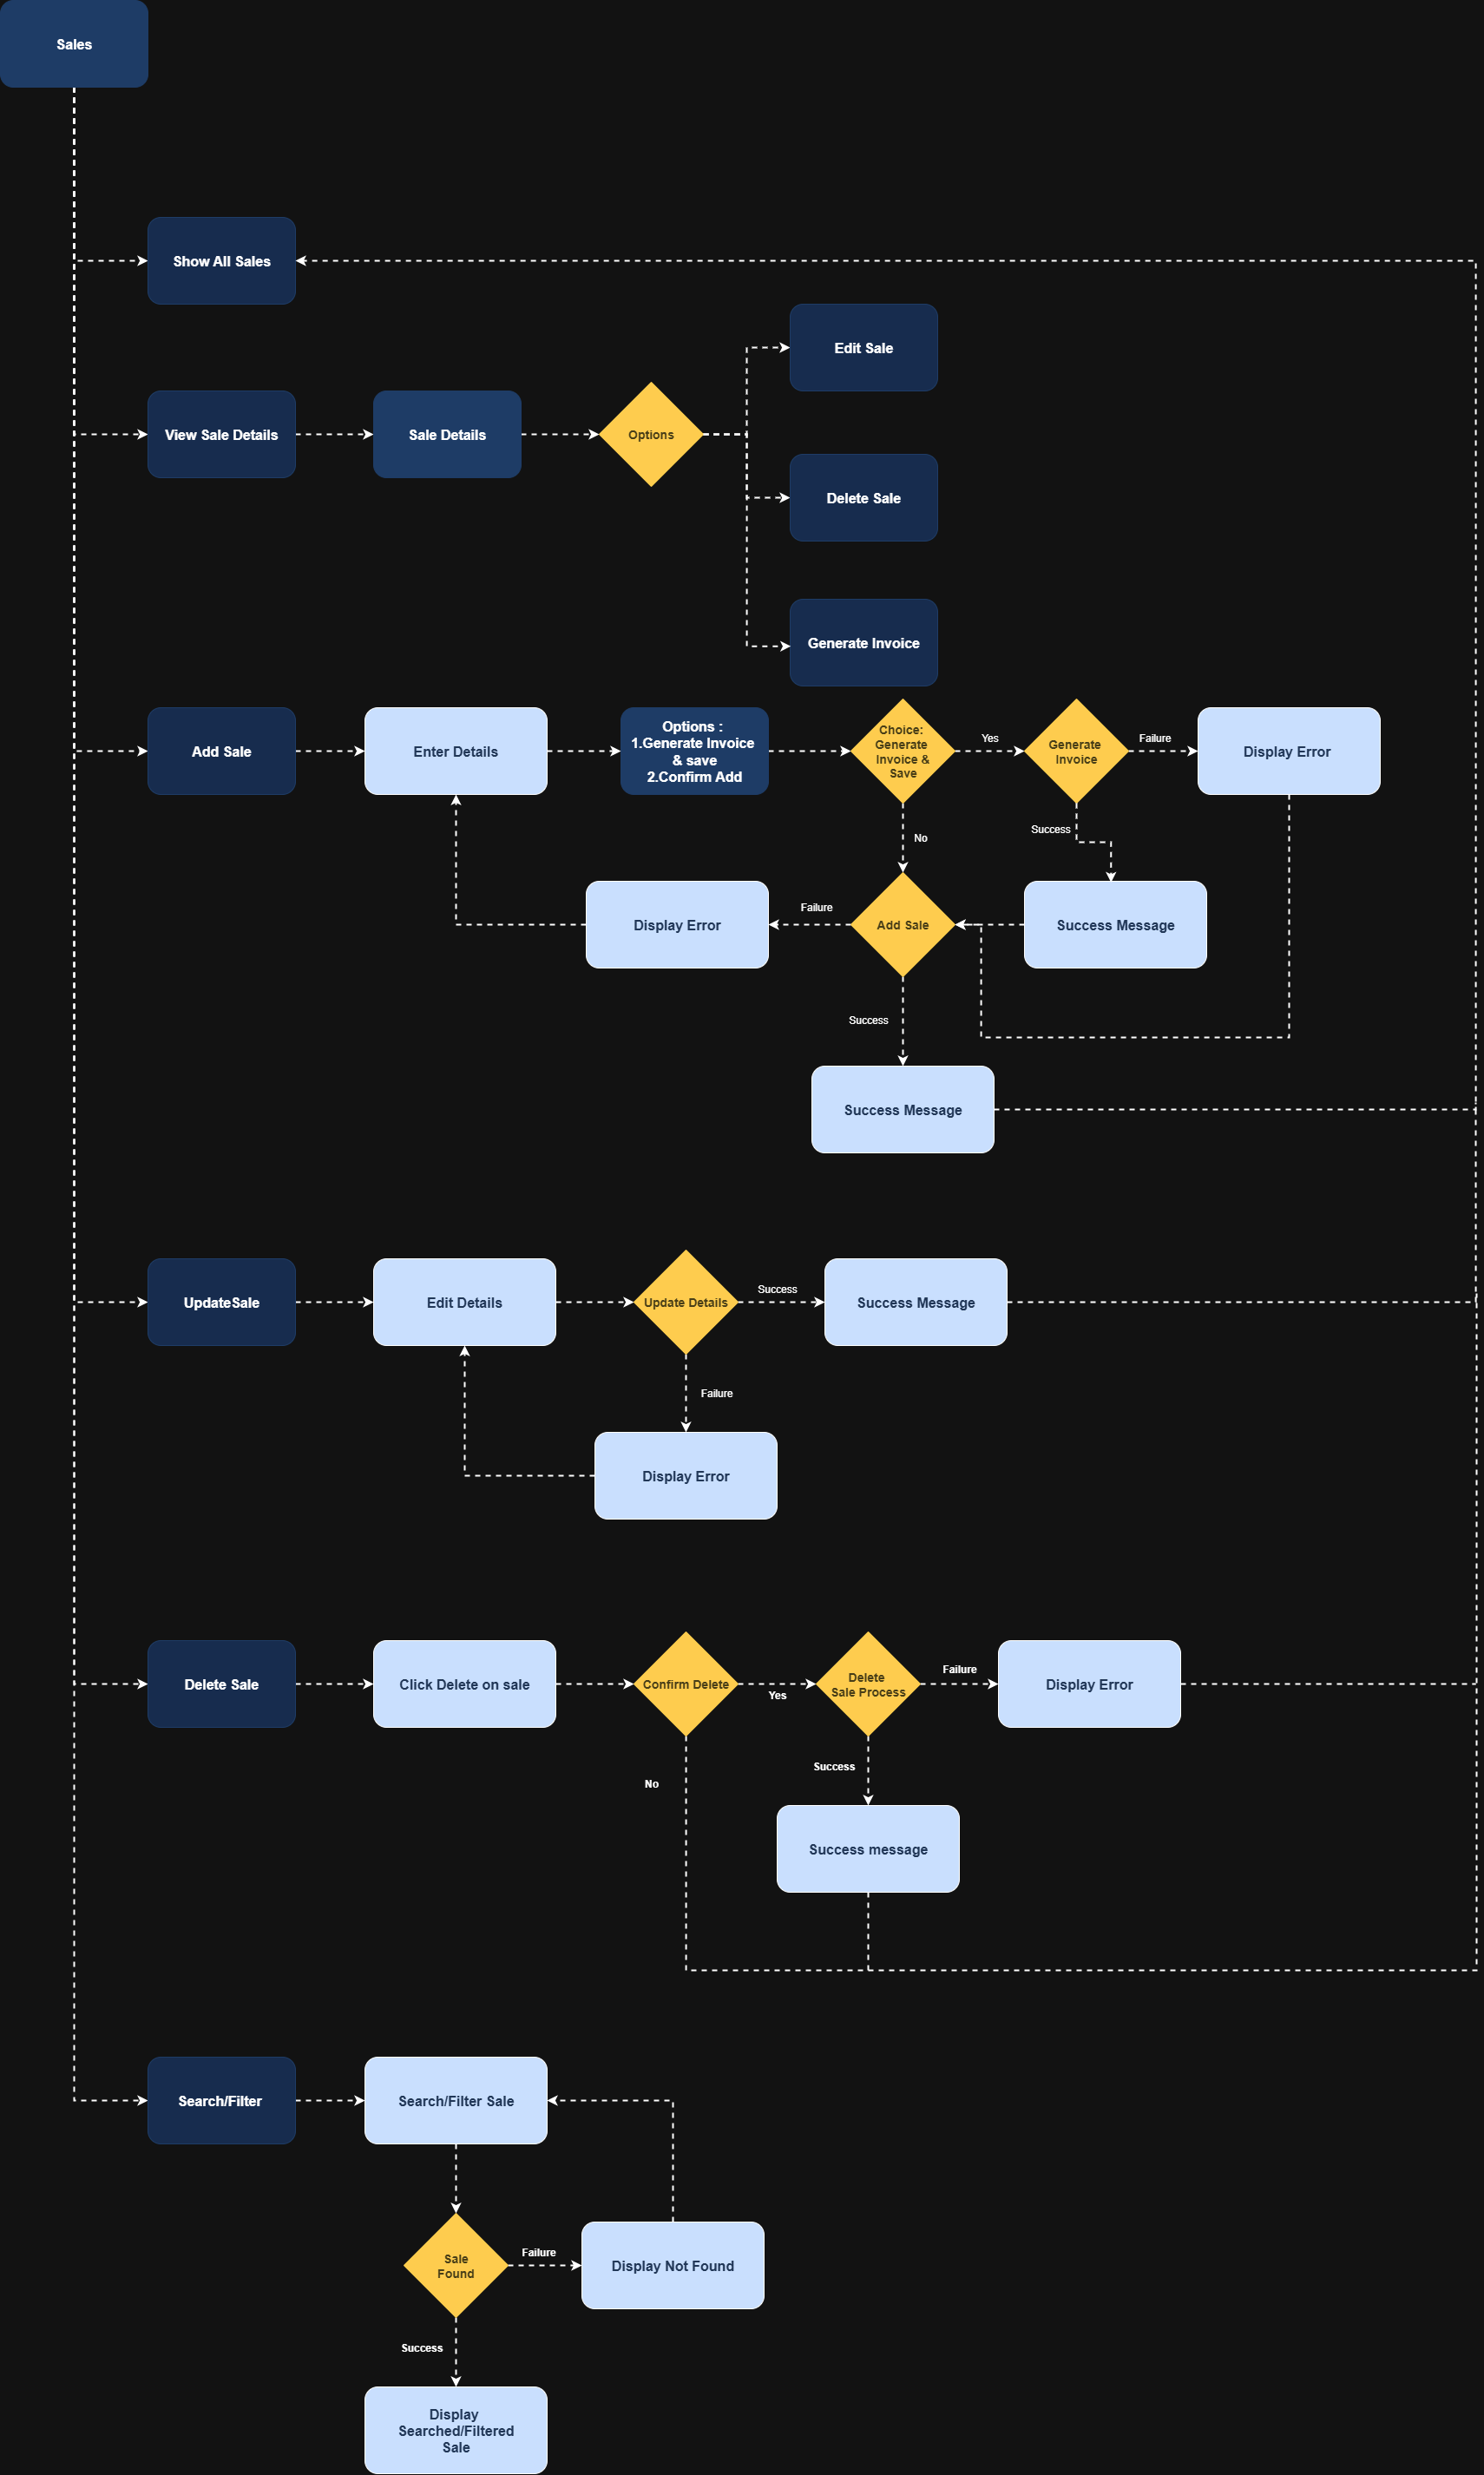 Sales
Show All Sales
Edit Sale
View Sale Details
Sale Details
Options
Delete Sale
Generate Invoice
Add Sale
Enter Details
Options :
1.Generate Invoice
& save
2.Confirm Add
Choice:
Generate
Invoice &
Save
Yes
Generate
Invoice
Failure
Display Error
No
Success
Display Error
Failure
Add Sale
Success Message
Success
Success Message
UpdateSale
Edit Details
Update Details
Success
Success Message
Failure
Display Error
Delete Sale
Click Delete on sale
Confirm Delete
Yes
Delete
Sale Process
Failure
Display Error
No
Success
Success message
Search/Filter
Search/Filter Sale
Sale
Found
Failure
Display Not Found
Success
Display
Searched/Filtered
Sale